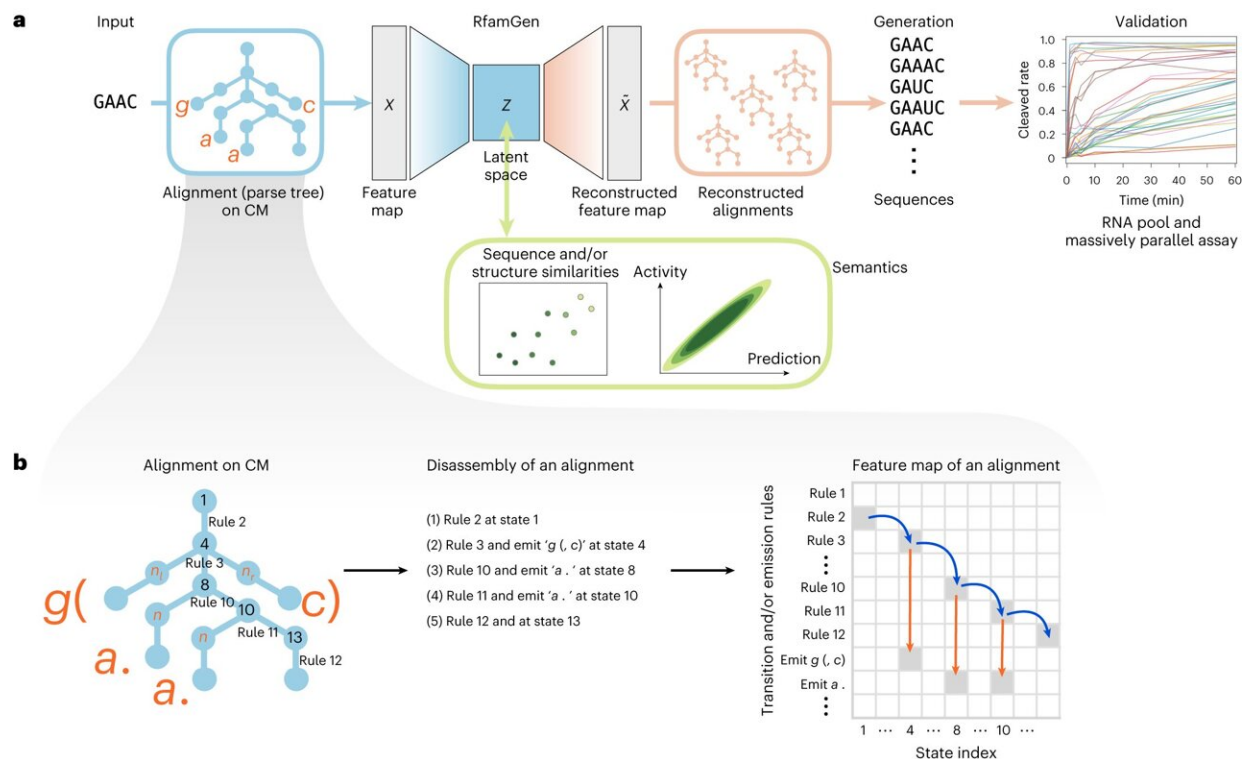 a
Input
RfamGen
Generation
Validation
GAAC
g
c
a
a
X
Z
X̄
Latent
space
Alignment (parse tree)
on CM
Feature
map
Reconstructed
feature map
Reconstructed
alignments
GAAC
GAAAC
GAUC
GAAUC
GAAC
⋮
Sequences
Cleaved rate
1.0
0.8
0.6
0.4
0.2
0
0
10
20
30
40
50
60
Time (min)
RNA pool and
massively parallel assay
Sequence and/or
structure similarities
Activity
Prediction
Semantics
b
Alignment on CM
1
Rule 2
4
Rule 3
nl
nr
8
g(
c)
Rule 10
10
n
Rule 11
n
13
Rule 12
a.
a.
Disassembly of an alignment
(1) Rule 2 at state 1
(2) Rule 3 and emit ‘g (, c)’ at state 4
(3) Rule 10 and emit ‘a . ’ at state 8
(4) Rule 11 and emit ‘a . ’ at state 10
(5) Rule 12 and at state 13
Feature map of an alignment
Transition and/or emission rules
Rule 1
Rule 2
Rule 3
⋮
Rule 10
Rule 11
Rule 12
Emit g (, c)
Emit a .
⋮
1 ··· 4 ··· 8 ··· 10 ···
State index